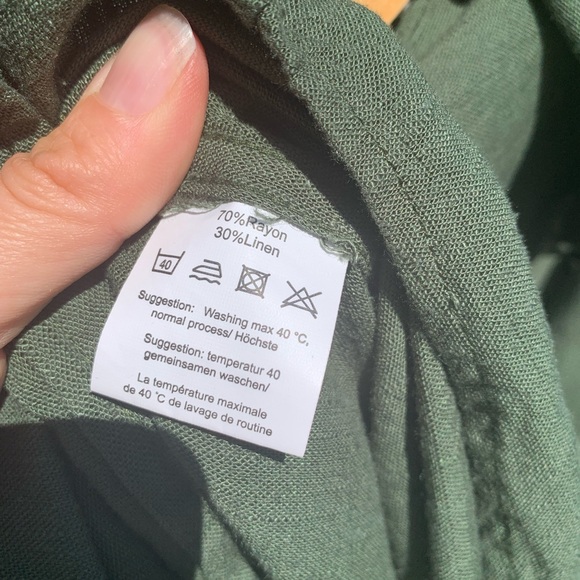 70%Rayon
30%Linen
40
Suggestion: Washing max 40 °C,
normal process/ Höchste
Suggestion: temperatur 40
gemeinsamen waschen/
La température maximale
de 40 °C de lavage de routine